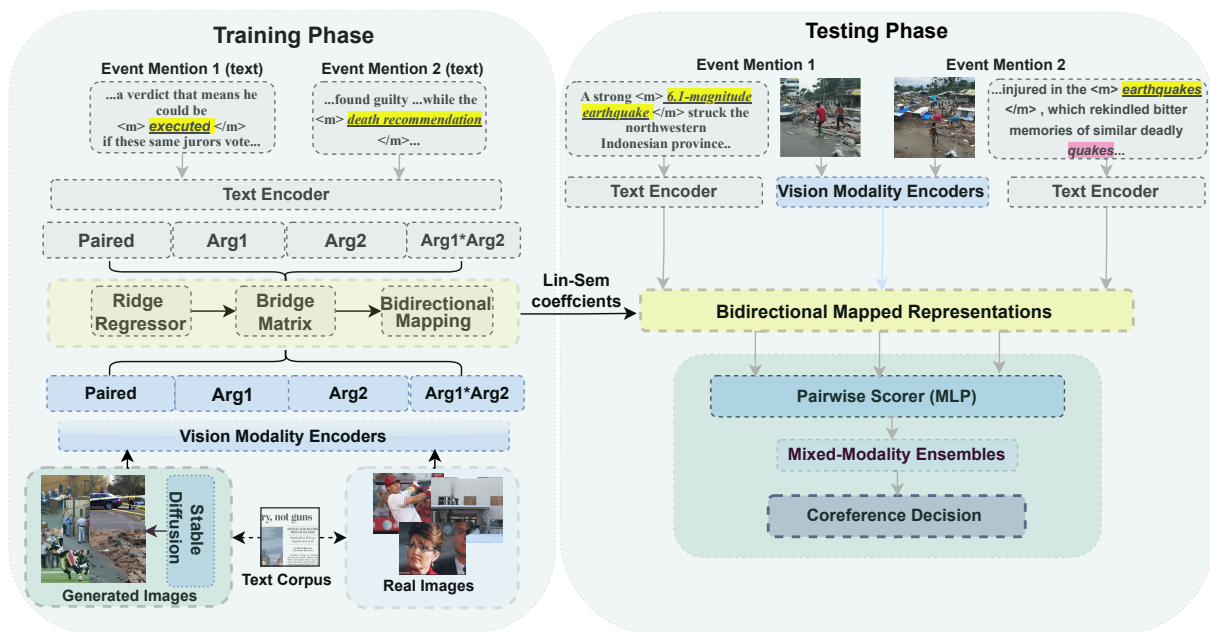 Training Phase
Event Mention 1 (text)
Event Mention 2 (text)
...a verdict that means he
could be
<m> executed </m>
if these same jurors vote...
...found guilty ...while the
<m> death recommendation
</m>...
Text Encoder
Paired
Arg1
Arg2
Arg1*Arg2
Ridge
Regressor
Bridge
Matrix
Bidirectional
Mapping
Paired
Arg1
Arg2
Arg1*Arg2
Vision Modality Encoders
Stable
Diffusion
Generated Images
ry, not guns
Text Corpus
Real Images
Lin-Sem
coeffcients
Testing Phase
Event Mention 1
Event Mention 2
A strong <m> 6.1-magnitude
earthquake </m> struck the
northwestern
Indonesian province..
...injured in the <m> earthquakes
</m> , which rekindled bitter
memories of similar deadly
quakes...
Text Encoder
Vision Modality Encoders
Text Encoder
Bidirectional Mapped Representations
Pairwise Scorer (MLP)
Mixed-Modality Ensembles
Coreference Decision